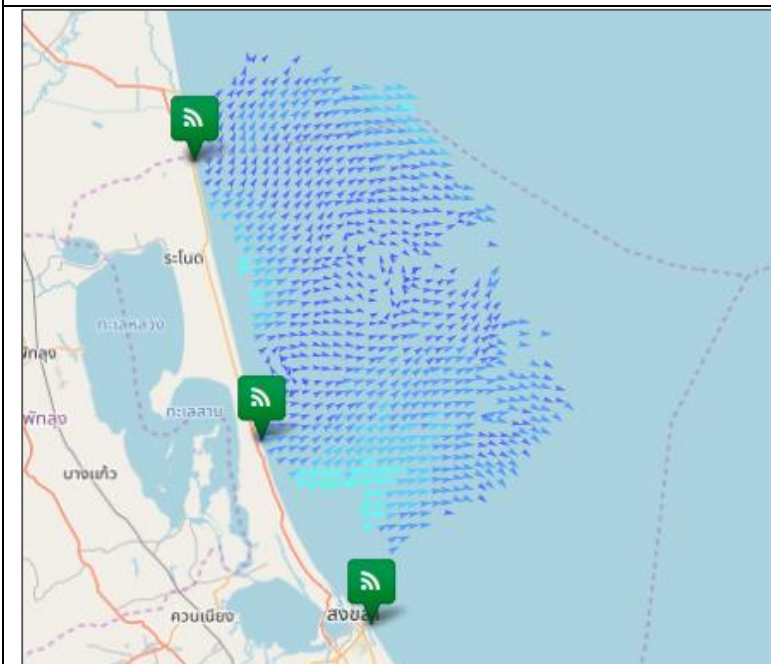 ระโนด
ทะเลหลวง
พัทลุง
ทะเลสาบ
พัทลุง
บางแก้ว
ควนเนียง
สงขลา